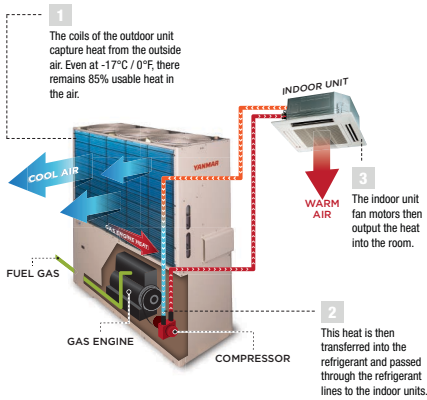 1
The coils of the outdoor unit
capture heat from the outside
air. Even at -17°C / 0°F, there
remains 85% usable heat in
the air.
INDOOR UNIT
YANMAR
COOL AIR
WARM
AIR
3
The indoor unit
fan motors then
output the heat
into the room.
GAS ENGINE HEAT
FUEL GAS
GAS ENGINE
COMPRESSOR
2
This heat is then
transferred into the
refrigerant and passed
through the refrigerant
lines to the indoor units.